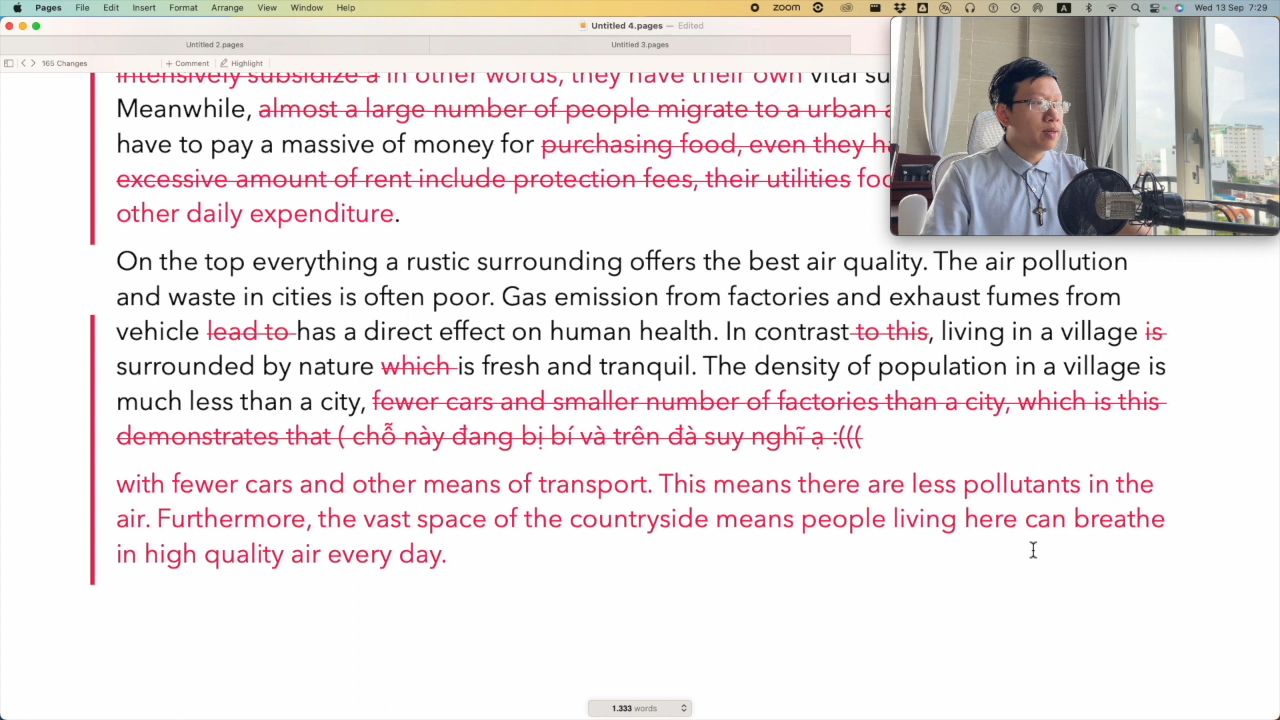 Pages File Edit Insert Format Arrange View Window Help zoom A Wed 13 Sep 7:29
Untitled 4.pages — Edited
Untitled 2.pages Untitled 3.pages
165 Changes + Comment Highlight
intensively subsidize a in other words, they have their own vital
Meanwhile, almost a large number of people migrate to a urban
have to pay a massive of money for purchasing food, even they
excessive amount of rent include protection fees, their utilities
other daily expenditure.
On the top everything a rustic surrounding offers the best air quality. The air pollution
and waste in cities is often poor. Gas emission from factories and exhaust fumes from
vehicle lead to has a direct effect on human health. In contrast to this, living in a village is
surrounded by nature which is fresh and tranquil. The density of population in a village is
much less than a city, fewer cars and smaller number of factories than a city, which is this
demonstrates that ( chỗ này đang bị bí và trên đà suy nghĩ ạ :(((
with fewer cars and other means of transport. This means there are less pollutants in the
air. Furthermore, the vast space of the countryside means people living here can breathe
in high quality air every day.
1.333 words